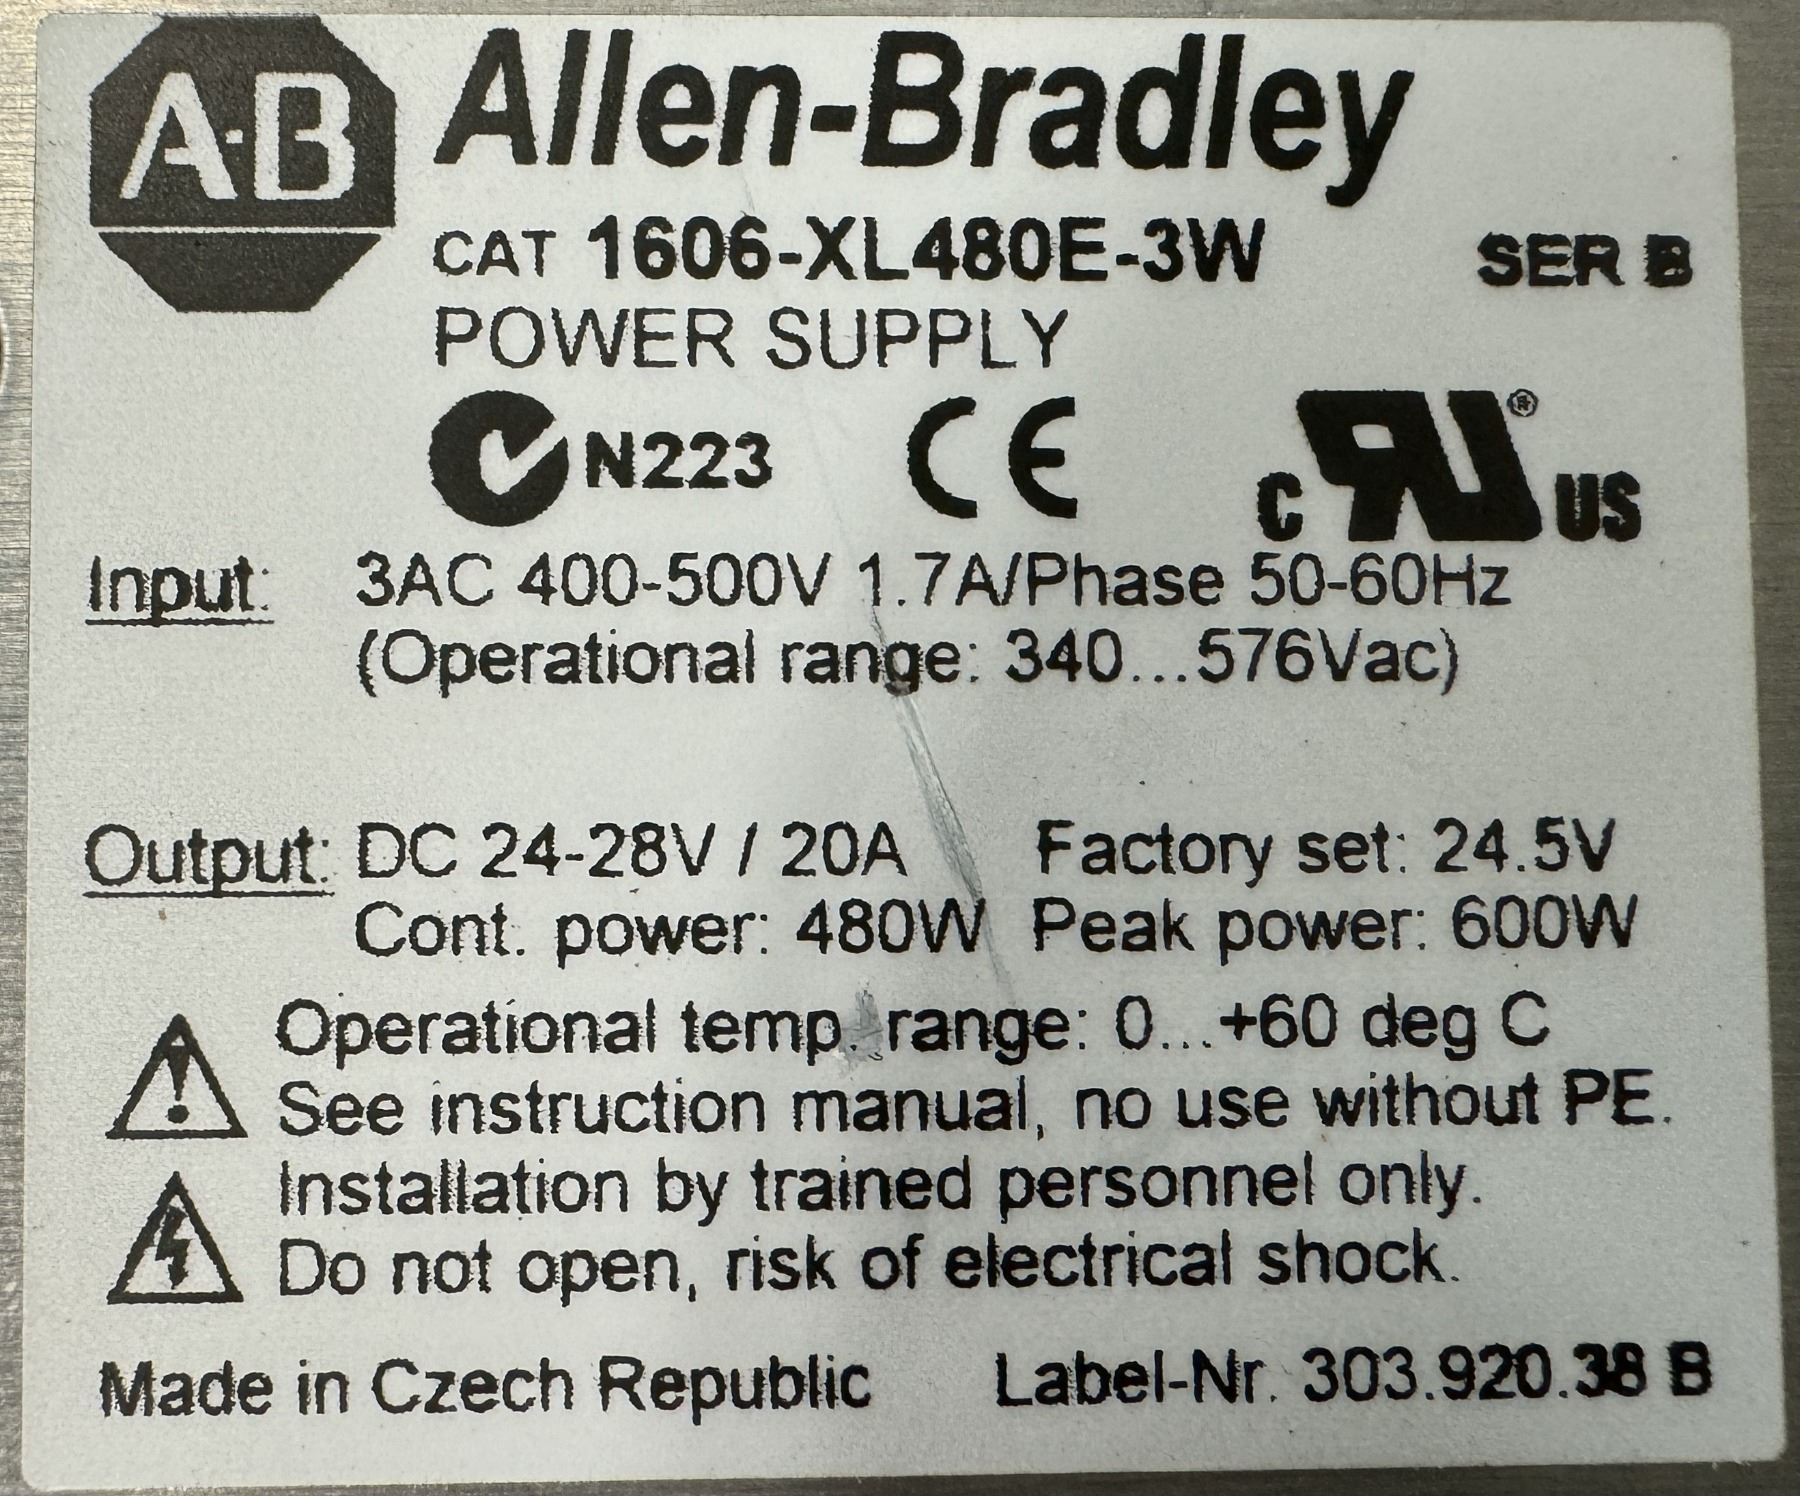 A-B Allen-Bradley
CAT 1606-XL480E-3W SER B
POWER SUPPLY
N223 CE c RU ® US
Input: 3AC 400-500V 1.7A/Phase 50-60Hz
(Operational range: 340...576Vac)
Output: DC 24-28V / 20A Factory set: 24.5V
Cont. power: 480W Peak power: 600W
Operational temp. range: 0...+60 deg C
See instruction manual, no use without PE.
Installation by trained personnel only.
Do not open, risk of electrical shock.
Made in Czech Republic Label-Nr. 303.920.38 B